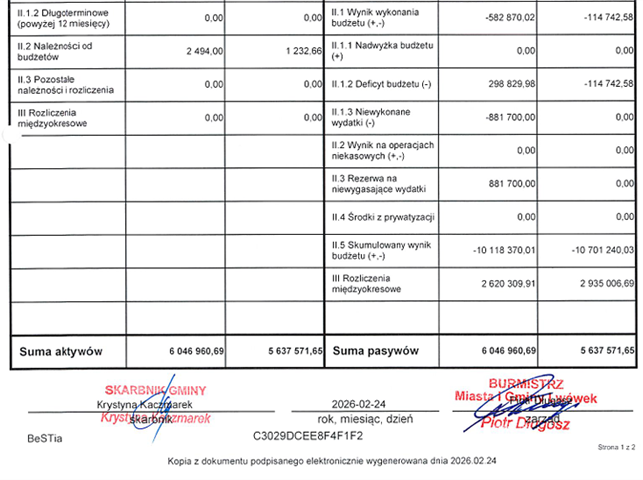 II.1.2 Długoterminowe (powyżej 12 miesięcy) 0,00 0,00 II.1 Wynik wykonania budżetu (+,-) -582 870,02 -114 742,58
II.2 Należności od budżetów 2 494,00 1 232,66 II.1.1 Nadwyżka budżetu (+) 0,00 0,00
II.3 Pozostałe należności i rozliczenia 0,00 0,00 II.1.2 Deficyt budżetu (-) 298 829,98 -114 742,58
III Rozliczenia międzyokresowe 0,00 0,00 II.1.3 Niewykonane wydatki (-) -881 700,00 0,00
II.2 Wynik na operacjach niekasowych (+,-) 0,00 0,00
II.3 Rezerwa na niewygasające wydatki 881 700,00 0,00
II.4 Środki z prywatyzacji 0,00 0,00
II.5 Skumulowany wynik budżetu (+,-) -10 118 370,01 -10 701 240,03
III Rozliczenia międzyokresowe 2 620 309,91 2 935 006,69
Suma aktywów 6 046 960,69 5 637 571,65 Suma pasywów 6 046 960,69 5 637 571,65
SKARBNIK GMINY
Krystyna Kaczmarek
skarbnik
Krystyna Kaczmarek
2026-02-24
rok, miesiąc, dzień
BURMISTRZ
Miasta i Gminy Lwówek
Piotr Długosz
zarząd
Piotr Długosz
BeSTia C3029DCEE8F4F1F2
Strona 1 z 2
Kopia z dokumentu podpisanego elektronicznie wygenerowana dnia 2026.02.24